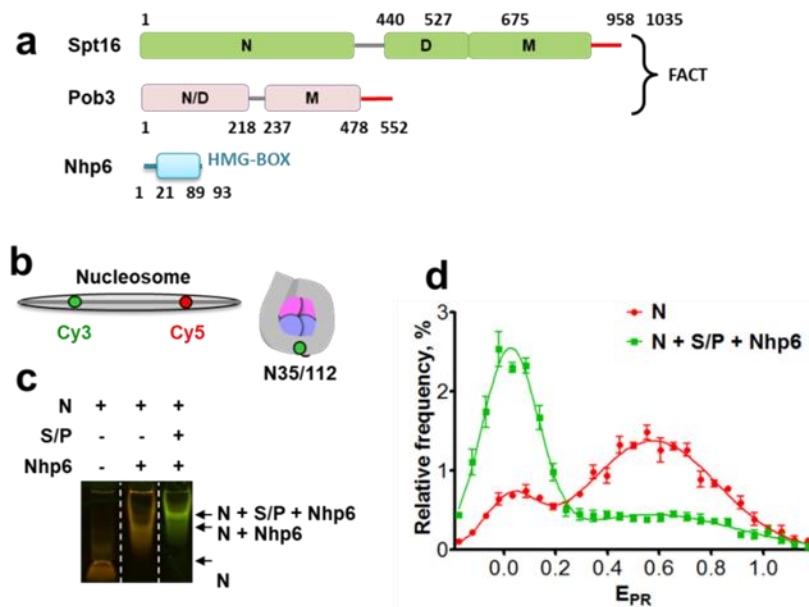 a
1 440 527 675 958 1035
Spt16 N D M
FACT
Pob3 N/D M
1 218 237 478 552
Nhp6 HMG-BOX
1 21 89 93
b
Nucleosome
Cy3 Cy5
N35/112
c
N + + +
S/P - - +
Nhp6 - + +
N + S/P + Nhp6
N + Nhp6
N
d
N
N + S/P + Nhp6
Relative frequency, %
3
2
1
0
0.0 0.2 0.4 0.6 0.8 1.0
EPR